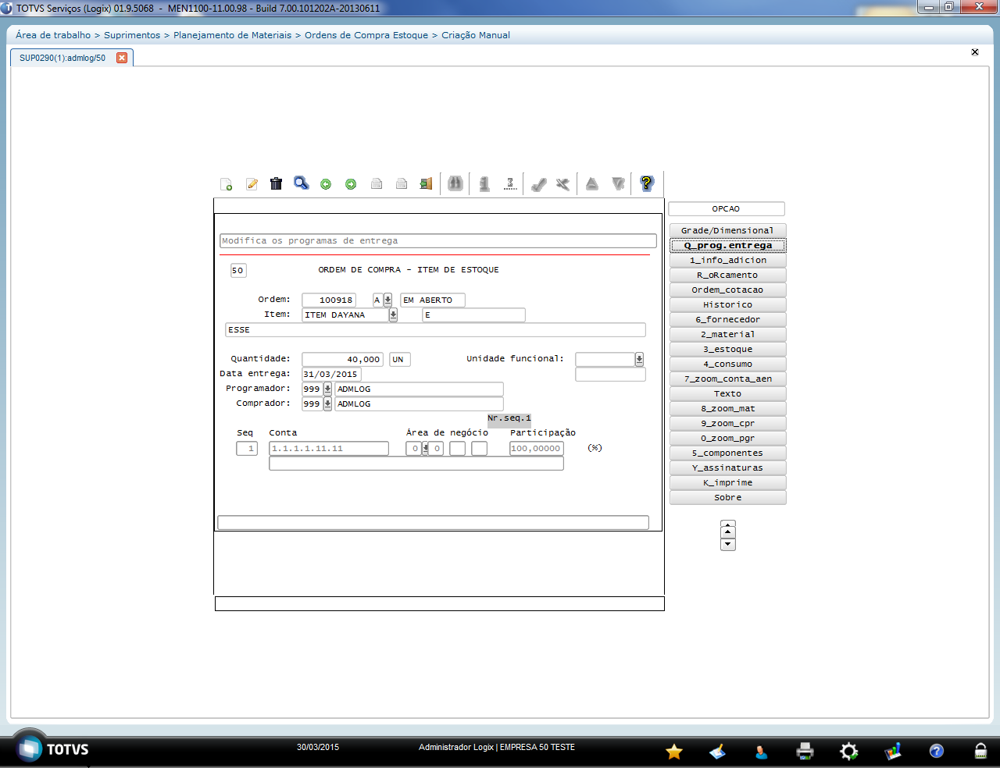 TOTVS Serviços (Logix) 01.9.5068 - MEN1100-11.00.98 - Build 7.00.101202A-20130611
Área de trabalho > Suprimentos > Planejamento de Materiais > Ordens de Compra Estoque > Criação Manual
SUP0290(1):admlog/50
OPCAO
Modifica os programas de entrega
50 ORDEM DE COMPRA - ITEM DE ESTOQUE
Ordem: 100918 A EM ABERTO
Item: ITEM DAYANA E
ESSE
Quantidade: 40,000 UN Unidade funcional:
Data entrega: 31/03/2015
Programador: 999 ADMLOG
Comprador: 999 ADMLOG
Nr.seq.1
Seq Conta Área de negócio Participação
1 1.1.1.1.11.11 0 0 100,00000 (%)
Grade/Dimensional
Q_prog.entrega
1_info_adicion
R_oRcamento
Ordem_cotacao
Historico
6_fornecedor
2_material
3_estoque
4_consumo
7_zoom_conta_aen
Texto
8_zoom_mat
9_zoom_cpr
0_zoom_pgr
5_componentes
Y_assinaturas
K_imprime
Sobre
TOTVS 30/03/2015 Administrador Logix | EMPRESA 50 TESTE